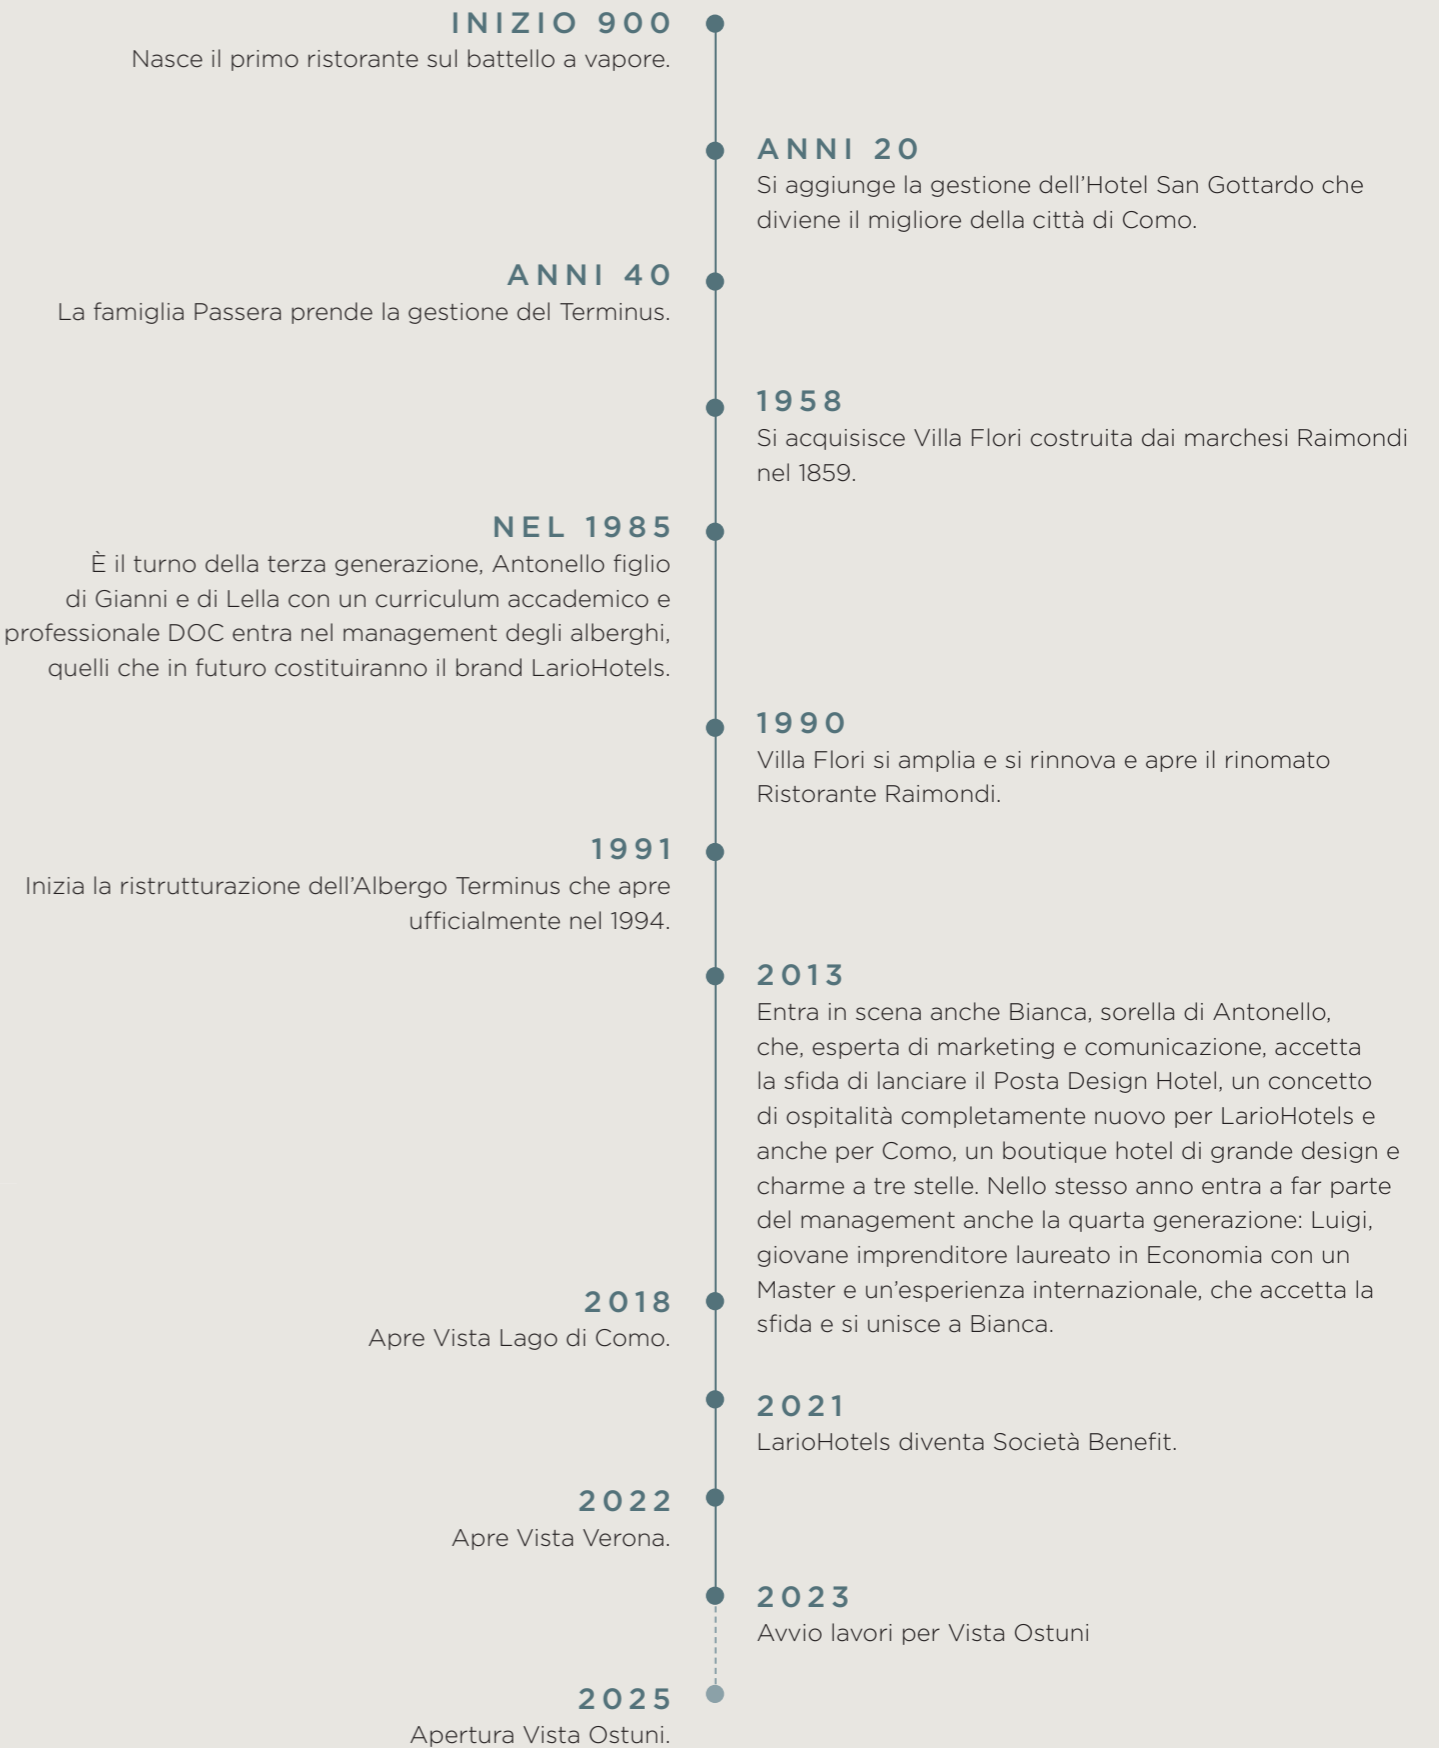 INIZIO 900
Nasce il primo ristorante sul battello a vapore.
ANNI 20
Si aggiunge la gestione dell’Hotel San Gottardo che
diviene il migliore della città di Como.
ANNI 40
La famiglia Passera prende la gestione del Terminus.
1958
Si acquisisce Villa Flori costruita dai marchesi Raimondi
nel 1859.
NEL 1985
È il turno della terza generazione, Antonello figlio
di Gianni e di Lella con un curriculum accademico e
professionale DOC entra nel management degli alberghi,
quelli che in futuro costituiranno il brand LarioHotels.
1990
Villa Flori si amplia e si rinnova e apre il rinomato
Ristorante Raimondi.
1991
Inizia la ristrutturazione dell’Albergo Terminus che apre
ufficialmente nel 1994.
2013
Entra in scena anche Bianca, sorella di Antonello,
che, esperta di marketing e comunicazione, accetta
la sfida di lanciare il Posta Design Hotel, un concetto
di ospitalità completamente nuovo per LarioHotels e
anche per Como, un boutique hotel di grande design e
charme a tre stelle. Nello stesso anno entra a far parte
del management anche la quarta generazione: Luigi,
giovane imprenditore laureato in Economia con un
Master e un’esperienza internazionale, che accetta la
sfida e si unisce a Bianca.
2018
Apre Vista Lago di Como.
2021
LarioHotels diventa Società Benefit.
2022
Apre Vista Verona.
2023
Avvio lavori per Vista Ostuni
2025
Apertura Vista Ostuni.